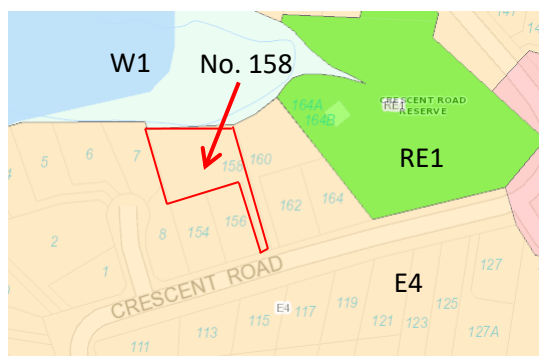 147
14
W1
No. 158
CRESCENT ROAD
RESERVE
RE1
164A
164B
RE1
5
6
7
158
160
162
164
156
154
8
2
1
CRESCENT ROAD
E4
E4
127
125
119
117
115
113
111
121
123
127A